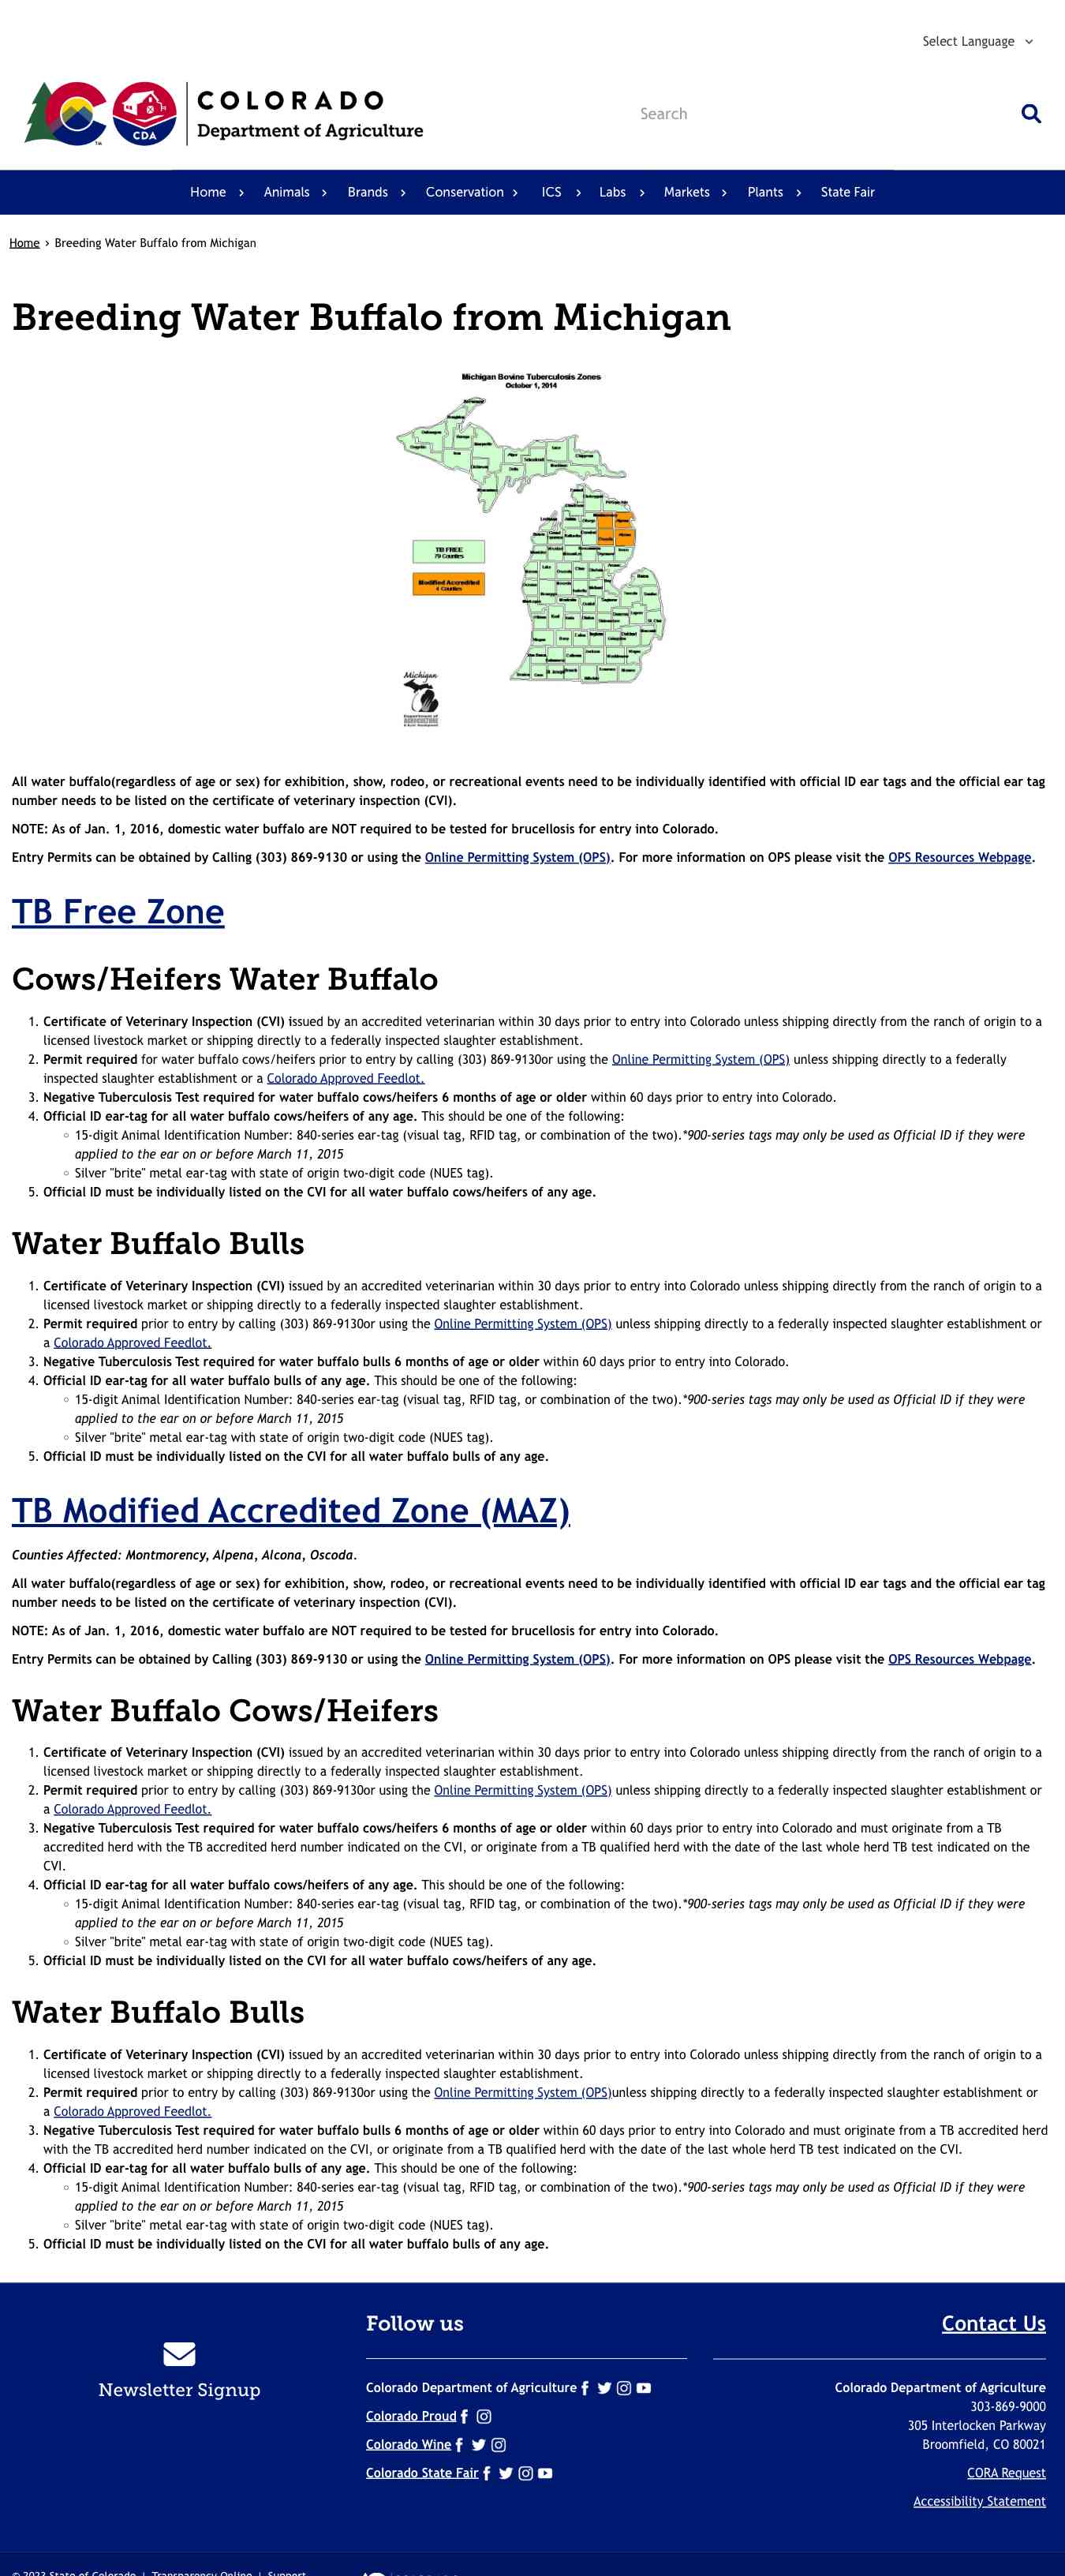 Select Language
COLORADO
Department of Agriculture
CDA
TM
Search
Home Animals Brands Conservation ICS Labs Markets Plants State Fair
Home › Breeding Water Buffalo from Michigan
Breeding Water Buffalo from Michigan
Michigan Bovine Tuberculosis Zones
October 1, 2014
TB FREE
79 Counties
Modified Accredited
4 Counties
Michigan
Department of
AGRICULTURE
All water buffalo(regardless of age or sex) for exhibition, show, rodeo, or recreational events need to be individually identified with official ID ear tags and the official ear tag
number needs to be listed on the certificate of veterinary inspection (CVI).
NOTE: As of Jan. 1, 2016, domestic water buffalo are NOT required to be tested for brucellosis for entry into Colorado.
Entry Permits can be obtained by Calling (303) 869-9130 or using the Online Permitting System (OPS). For more information on OPS please visit the OPS Resources Webpage.
TB Free Zone
Cows/Heifers Water Buffalo
1. Certificate of Veterinary Inspection (CVI) issued by an accredited veterinarian within 30 days prior to entry into Colorado unless shipping directly from the ranch of origin to a
licensed livestock market or shipping directly to a federally inspected slaughter establishment.
2. Permit required for water buffalo cows/heifers prior to entry by calling (303) 869-9130or using the Online Permitting System (OPS) unless shipping directly to a federally
inspected slaughter establishment or a Colorado Approved Feedlot.
3. Negative Tuberculosis Test required for water buffalo cows/heifers 6 months of age or older within 60 days prior to entry into Colorado.
4. Official ID ear-tag for all water buffalo cows/heifers of any age. This should be one of the following:
◦ 15-digit Animal Identification Number: 840-series ear-tag (visual tag, RFID tag, or combination of the two).*900-series tags may only be used as Official ID if they were
applied to the ear on or before March 11, 2015
◦ Silver "brite" metal ear-tag with state of origin two-digit code (NUES tag).
5. Official ID must be individually listed on the CVI for all water buffalo cows/heifers of any age.
Water Buffalo Bulls
1. Certificate of Veterinary Inspection (CVI) issued by an accredited veterinarian within 30 days prior to entry into Colorado unless shipping directly from the ranch of origin to a
licensed livestock market or shipping directly to a federally inspected slaughter establishment.
2. Permit required prior to entry by calling (303) 869-9130or using the Online Permitting System (OPS) unless shipping directly to a federally inspected slaughter establishment or
a Colorado Approved Feedlot.
3. Negative Tuberculosis Test required for water buffalo bulls 6 months of age or older within 60 days prior to entry into Colorado.
4. Official ID ear-tag for all water buffalo bulls of any age. This should be one of the following:
◦ 15-digit Animal Identification Number: 840-series ear-tag (visual tag, RFID tag, or combination of the two).*900-series tags may only be used as Official ID if they were
applied to the ear on or before March 11, 2015
◦ Silver "brite" metal ear-tag with state of origin two-digit code (NUES tag).
5. Official ID must be individually listed on the CVI for all water buffalo bulls of any age.
TB Modified Accredited Zone (MAZ)
Counties Affected: Montmorency, Alpena, Alcona, Oscoda.
All water buffalo(regardless of age or sex) for exhibition, show, rodeo, or recreational events need to be individually identified with official ID ear tags and the official ear tag
number needs to be listed on the certificate of veterinary inspection (CVI).
NOTE: As of Jan. 1, 2016, domestic water buffalo are NOT required to be tested for brucellosis for entry into Colorado.
Entry Permits can be obtained by Calling (303) 869-9130 or using the Online Permitting System (OPS). For more information on OPS please visit the OPS Resources Webpage.
Water Buffalo Cows/Heifers
1. Certificate of Veterinary Inspection (CVI) issued by an accredited veterinarian within 30 days prior to entry into Colorado unless shipping directly from the ranch of origin to a
licensed livestock market or shipping directly to a federally inspected slaughter establishment.
2. Permit required prior to entry by calling (303) 869-9130or using the Online Permitting System (OPS) unless shipping directly to a federally inspected slaughter establishment or
a Colorado Approved Feedlot.
3. Negative Tuberculosis Test required for water buffalo cows/heifers 6 months of age or older within 60 days prior to entry into Colorado and must originate from a TB
accredited herd with the TB accredited herd number indicated on the CVI, or originate from a TB qualified herd with the date of the last whole herd TB test indicated on the
CVI.
4. Official ID ear-tag for all water buffalo cows/heifers of any age. This should be one of the following:
◦ 15-digit Animal Identification Number: 840-series ear-tag (visual tag, RFID tag, or combination of the two).*900-series tags may only be used as Official ID if they were
applied to the ear on or before March 11, 2015
◦ Silver "brite" metal ear-tag with state of origin two-digit code (NUES tag).
5. Official ID must be individually listed on the CVI for all water buffalo cows/heifers of any age.
Water Buffalo Bulls
1. Certificate of Veterinary Inspection (CVI) issued by an accredited veterinarian within 30 days prior to entry into Colorado unless shipping directly from the ranch of origin to a
licensed livestock market or shipping directly to a federally inspected slaughter establishment.
2. Permit required prior to entry by calling (303) 869-9130or using the Online Permitting System (OPS)unless shipping directly to a federally inspected slaughter establishment or
a Colorado Approved Feedlot.
3. Negative Tuberculosis Test required for water buffalo bulls 6 months of age or older within 60 days prior to entry into Colorado and must originate from a TB accredited herd
with the TB accredited herd number indicated on the CVI, or originate from a TB qualified herd with the date of the last whole herd TB test indicated on the CVI.
4. Official ID ear-tag for all water buffalo bulls of any age. This should be one of the following:
◦ 15-digit Animal Identification Number: 840-series ear-tag (visual tag, RFID tag, or combination of the two).*900-series tags may only be used as Official ID if they were
applied to the ear on or before March 11, 2015
◦ Silver "brite" metal ear-tag with state of origin two-digit code (NUES tag).
5. Official ID must be individually listed on the CVI for all water buffalo bulls of any age.
Newsletter Signup
Follow us
Colorado Department of Agriculture
Colorado Proud
Colorado Wine
Colorado State Fair
Contact Us
Colorado Department of Agriculture
303-869-9000
305 Interlocken Parkway
Broomfield, CO 80021
CORA Request
Accessibility Statement
© 2023 State of Colorado | Transparency Online | Support